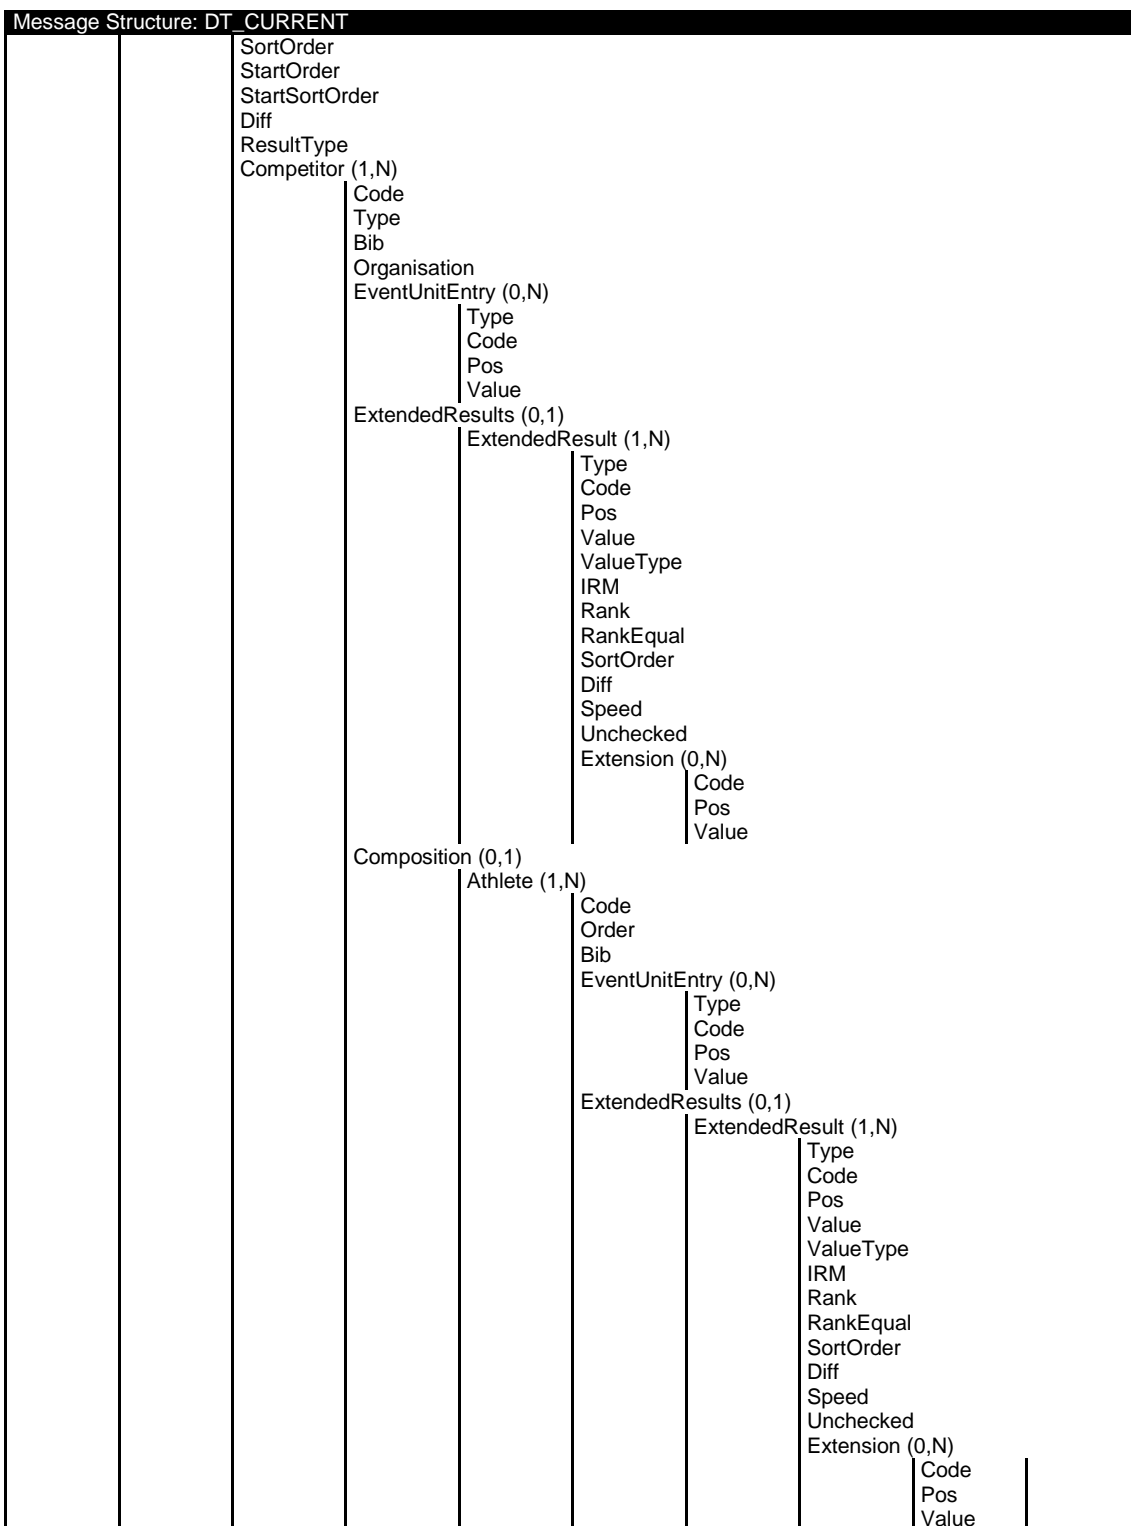 Message Structure: DT_CURRENT
SortOrder
StartOrder
StartSortOrder
Diff
ResultType
Competitor (1,N)
Code
Type
Bib
Organisation
EventUnitEntry (0,N)
Type
Code
Pos
Value
ExtendedResults (0,1)
ExtendedResult (1,N)
Type
Code
Pos
Value
ValueType
IRM
Rank
RankEqual
SortOrder
Diff
Speed
Unchecked
Extension (0,N)
Code
Pos
Value
Composition (0,1)
Athlete (1,N)
Code
Order
Bib
EventUnitEntry (0,N)
Type
Code
Pos
Value
ExtendedResults (0,1)
ExtendedResult (1,N)
Type
Code
Pos
Value
ValueType
IRM
Rank
RankEqual
SortOrder
Diff
Speed
Unchecked
Extension (0,N)
Code
Pos
Value